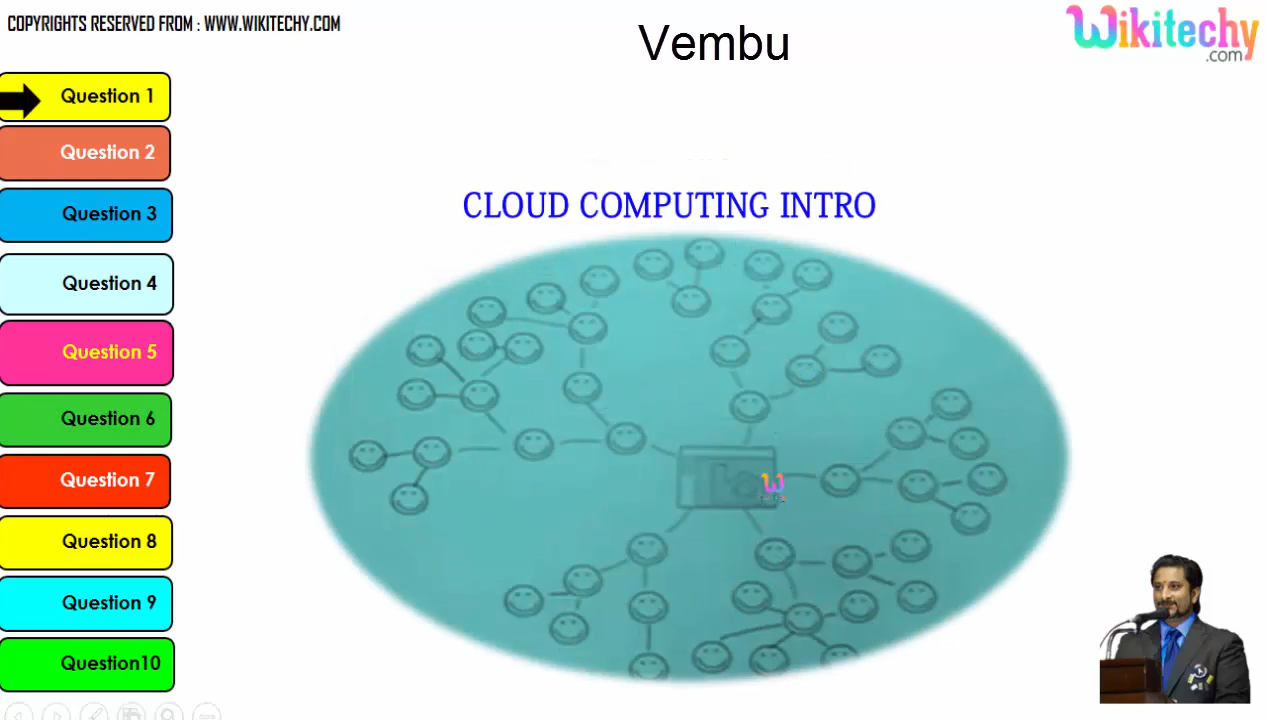 COPYRIGHTS RESERVED FROM : WWW.WIKITECHY.COM
Vembu
Wikitechy
.com
Question 1
Question 2
Question 3
Question 4
Question 5
Question 6
Question 7
Question 8
Question 9
Question10
CLOUD COMPUTING INTRO